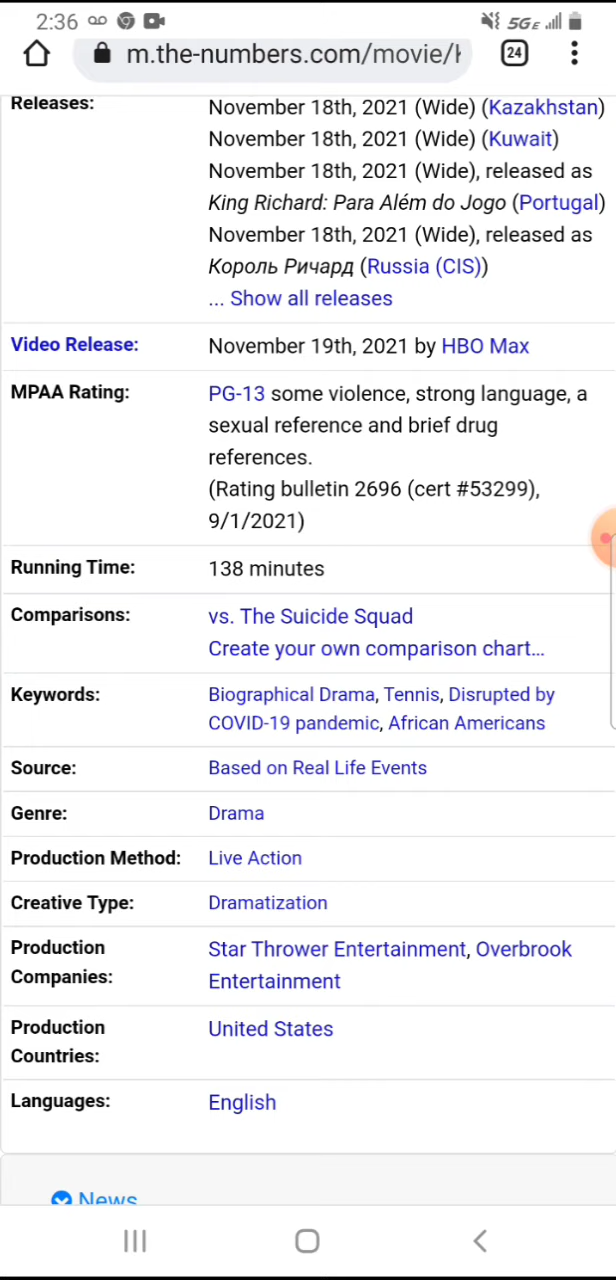 2:36
5GE
m.the-numbers.com/movie/k
24
Releases:
November 18th, 2021 (Wide) (Kazakhstan)
November 18th, 2021 (Wide) (Kuwait)
November 18th, 2021 (Wide), released as
King Richard: Para Além do Jogo (Portugal)
November 18th, 2021 (Wide), released as
Король Ричард (Russia (CIS))
... Show all releases
Video Release:
November 19th, 2021 by HBO Max
MPAA Rating:
PG-13 some violence, strong language, a
sexual reference and brief drug
references.
(Rating bulletin 2696 (cert #53299),
9/1/2021)
Running Time:
138 minutes
Comparisons:
vs. The Suicide Squad
Create your own comparison chart…
Keywords:
Biographical Drama, Tennis, Disrupted by
COVID-19 pandemic, African Americans
Source:
Based on Real Life Events
Genre:
Drama
Production Method:
Live Action
Creative Type:
Dramatization
Production
Companies:
Star Thrower Entertainment, Overbrook
Entertainment
Production
Countries:
United States
Languages:
English
News